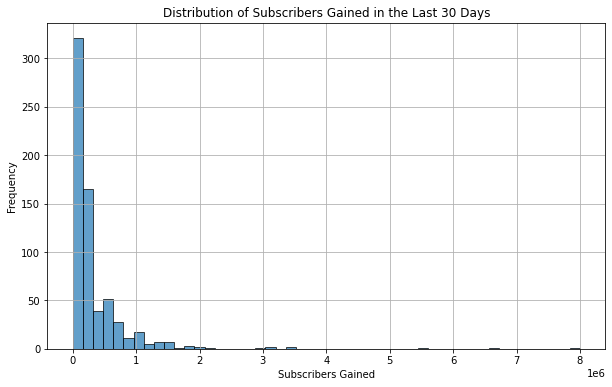 Distribution of Subscribers Gained in the Last 30 Days
Frequency
300
250
200
150
100
50
0
0 1 2 3 4 5 6 7 8
1e6
Subscribers Gained